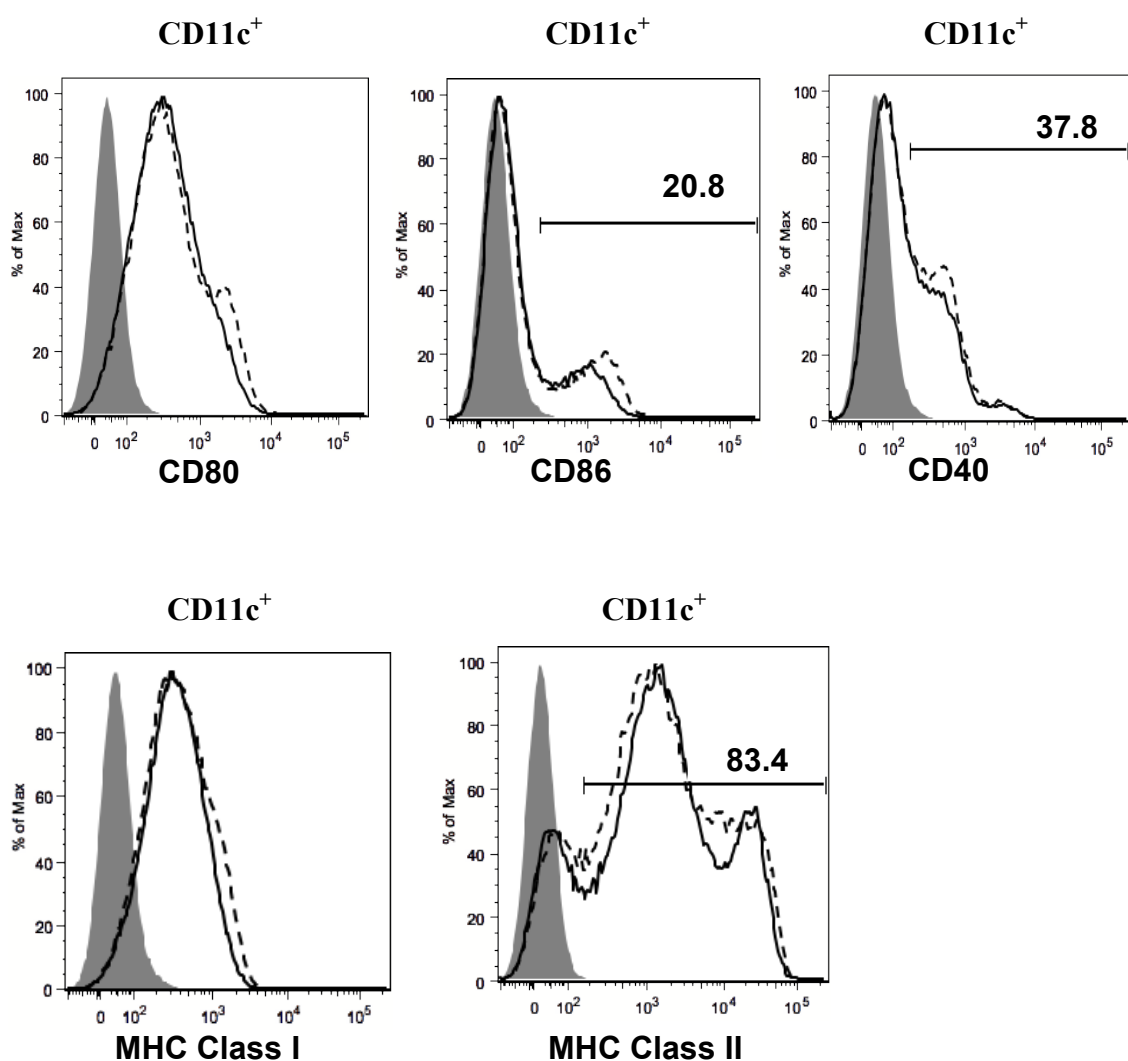 CD11c+ CD11c+ CD11c+
% of Max
100
80
60
40
20
0
0 10^2 10^3 10^4 10^5
CD80
% of Max
100
80
60
40
20
0
20.8
0 10^2 10^3 10^4 10^5
CD86
% of Max
100
80
60
40
20
0
37.8
0 10^2 10^3 10^4 10^5
CD40
CD11c+ CD11c+
% of Max
100
80
60
40
20
0
0 10^2 10^3 10^4 10^5
MHC Class I
% of Max
100
80
60
40
20
0
83.4
0 10^2 10^3 10^4 10^5
MHC Class II